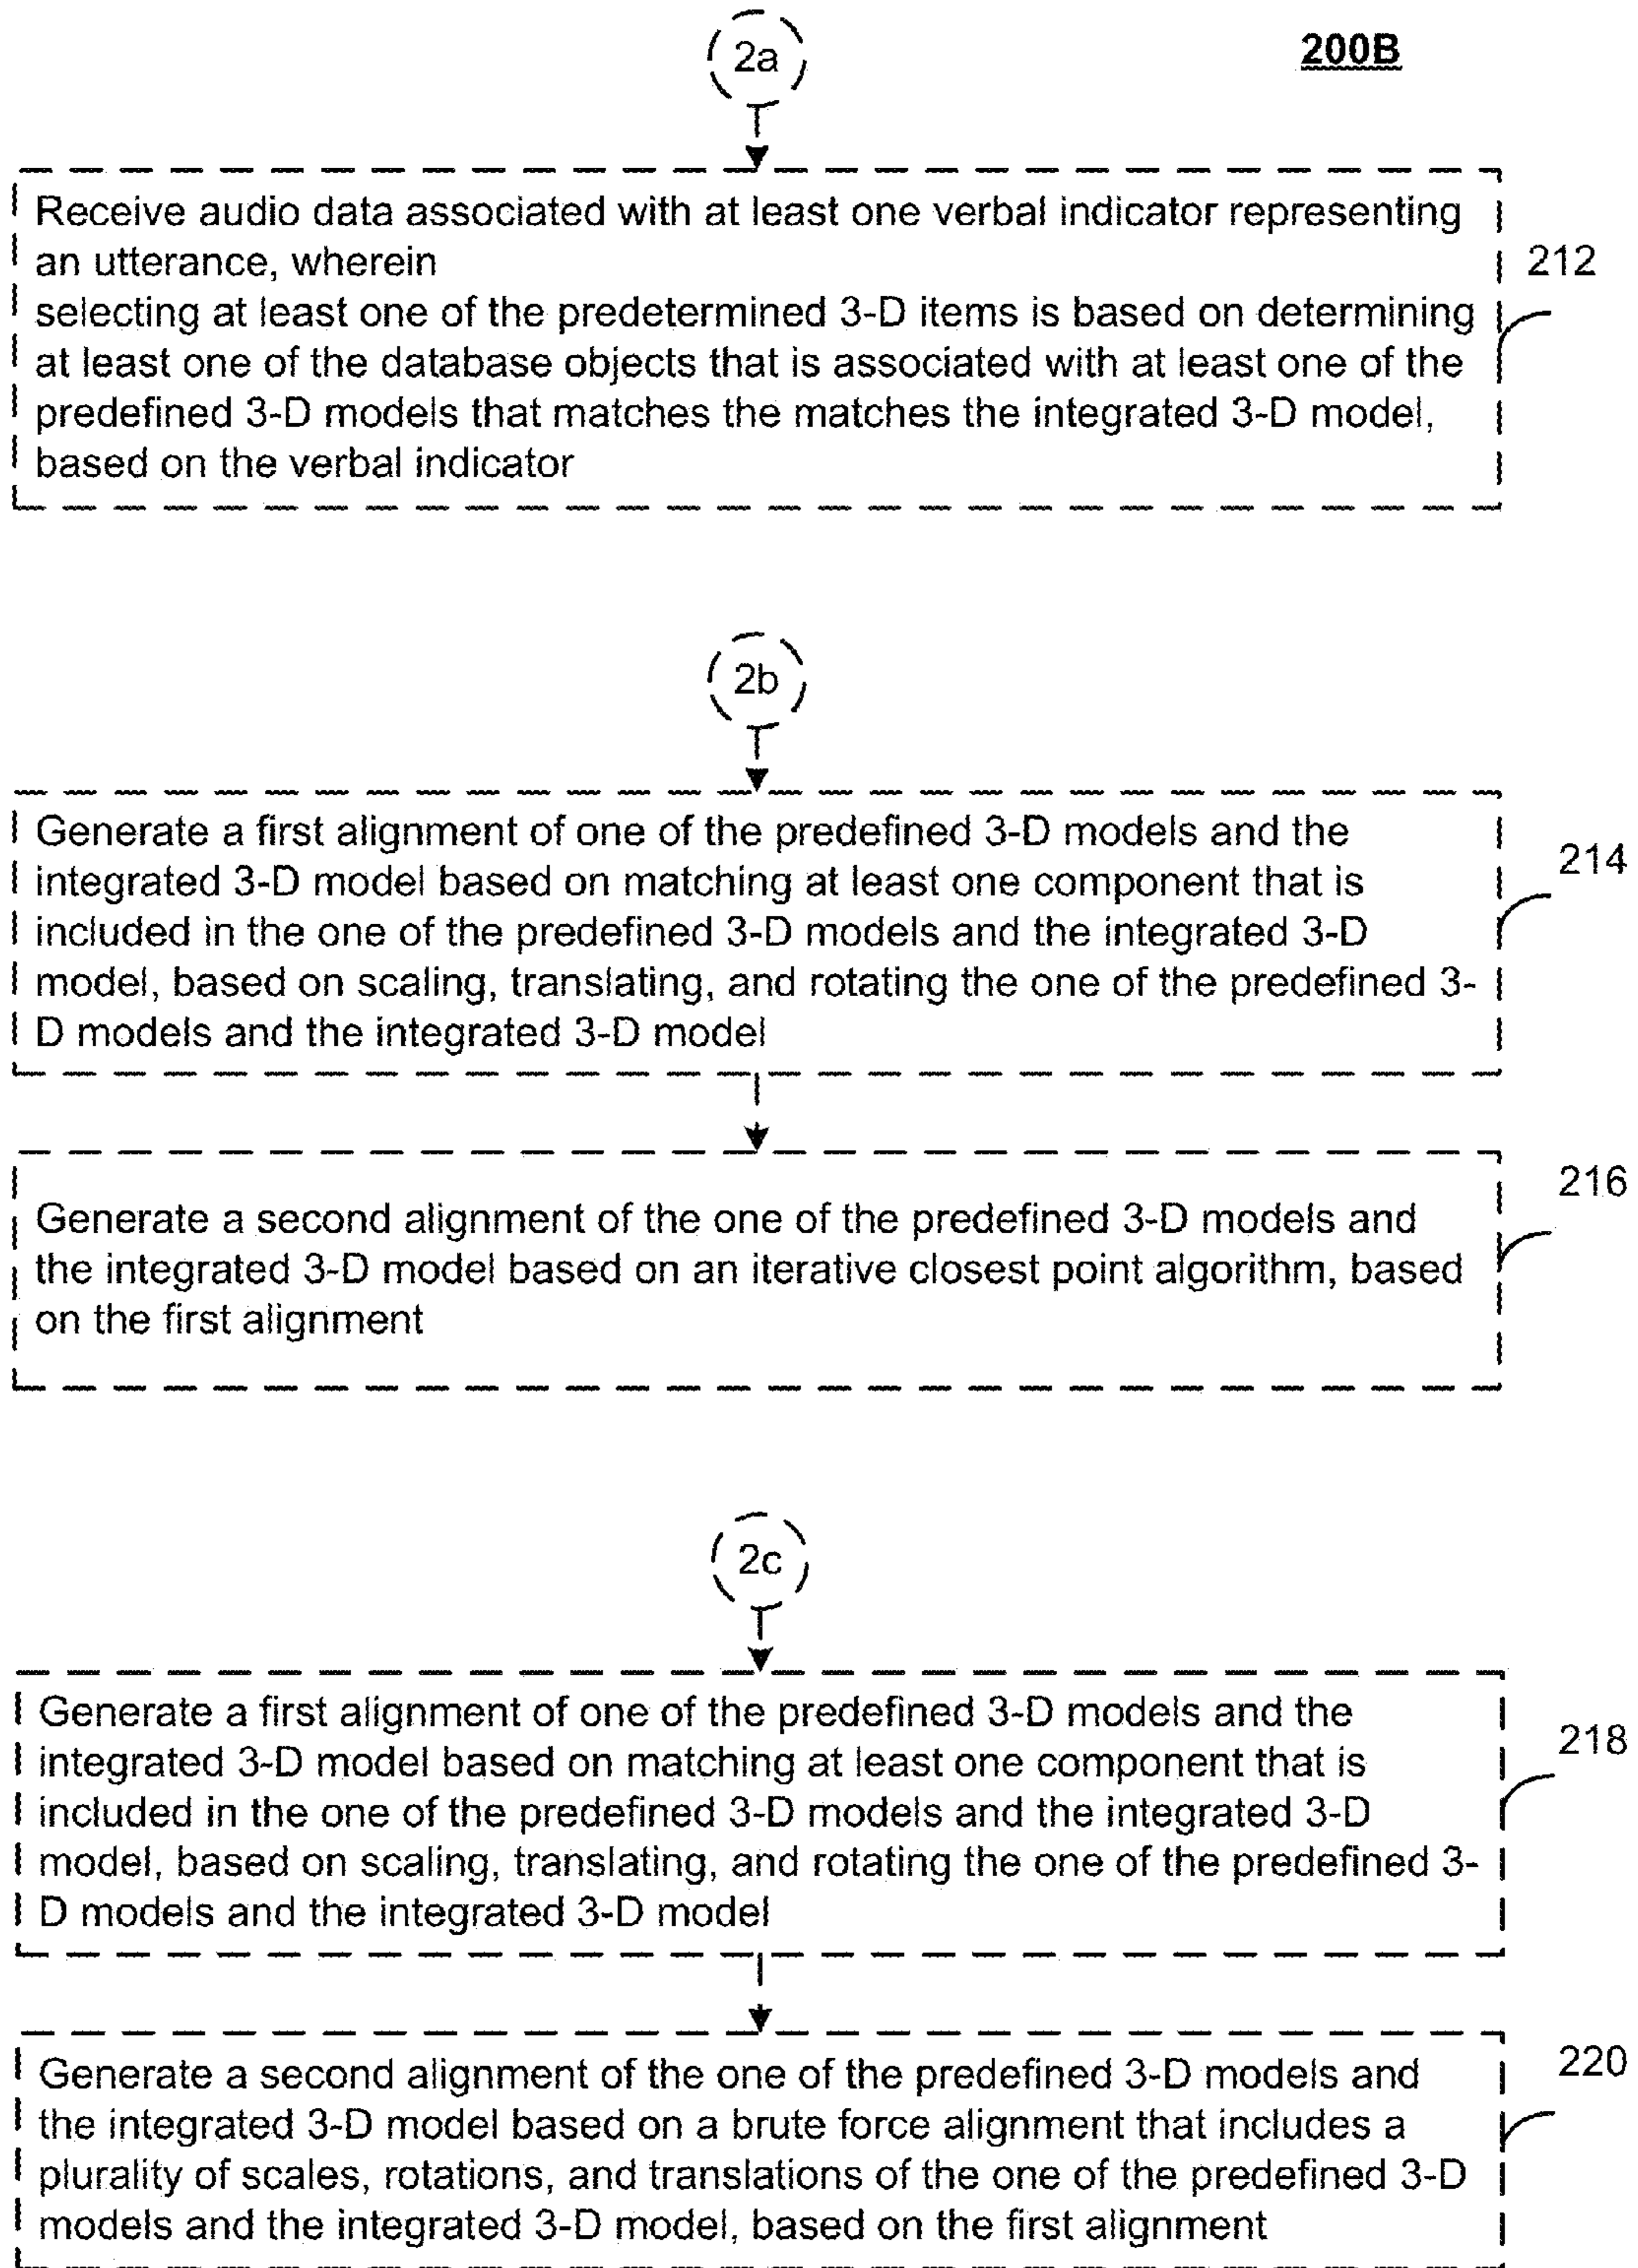 2a
200B
Receive audio data associated with at least one verbal indicator representing
an utterance, wherein
212
selecting at least one of the predetermined 3-D items is based on determining
at least one of the database objects that is associated with at least one of the
predefined 3-D models that matches the matches the integrated 3-D model,
based on the verbal indicator
2b
Generate a first alignment of one of the predefined 3-D models and the
214
integrated 3-D model based on matching at least one component that is
included in the one of the predefined 3-D models and the integrated 3-D
model, based on scaling, translating, and rotating the one of the predefined 3-
D models and the integrated 3-D model
216
Generate a second alignment of the one of the predefined 3-D models and
the integrated 3-D model based on an iterative closest point algorithm, based
on the first alignment
2c
Generate a first alignment of one of the predefined 3-D models and the
218
integrated 3-D model based on matching at least one component that is
included in the one of the predefined 3-D models and the integrated 3-D
model, based on scaling, translating, and rotating the one of the predefined 3-
D models and the integrated 3-D model
220
Generate a second alignment of the one of the predefined 3-D models and
the integrated 3-D model based on a brute force alignment that includes a
plurality of scales, rotations, and translations of the one of the predefined 3-D
models and the integrated 3-D model, based on the first alignment